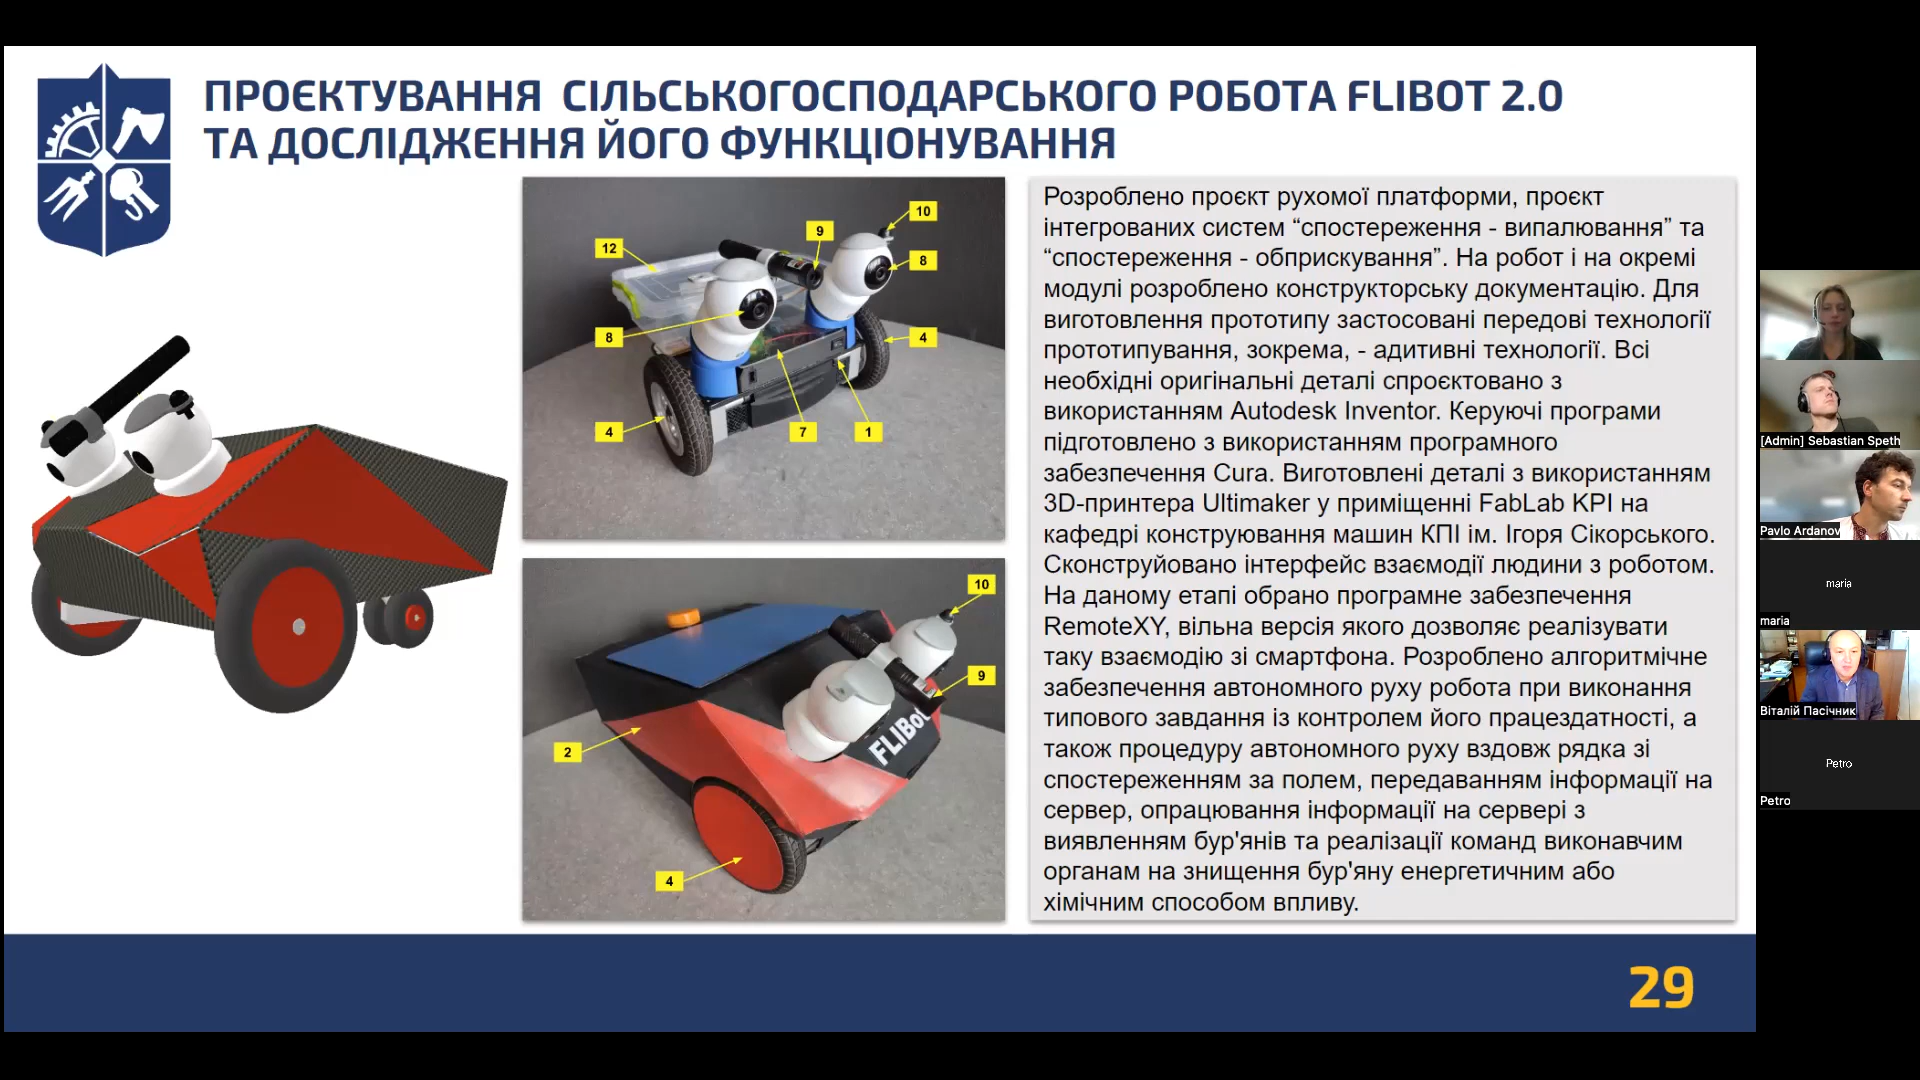 ПРОЄКТУВАННЯ СІЛЬСЬКОГОСПОДАРСЬКОГО РОБОТА FLIBOT 2.0
ТА ДОСЛІДЖЕННЯ ЙОГО ФУНКЦІОНУВАННЯ
10
9
12
8
8
4
4
7
1
10
9
2
4
FLIBot
Розроблено проєкт рухомої платформи, проєкт
інтегрованих систем “спостереження - випалювання” та
“спостереження - обприскування”. На робот і на окремі
модулі розроблено конструкторську документацію. Для
виготовлення прототипу застосовані передові технології
прототипування, зокрема, - адитивні технології. Всі
необхідні оригінальні деталі спроєктовано з
використанням Autodesk Inventor. Керуючі програми
підготовлено з використанням програмного
забезпечення Cura. Виготовлені деталі з використанням
3D-принтера Ultimaker у приміщенні FabLab KPI на
кафедрі конструювання машин КПІ ім. Ігоря Сікорського.
Сконструйовано інтерфейс взаємодії людини з роботом.
На даному етапі обрано програмне забезпечення
RemoteXY, вільна версія якого дозволяє реалізувати
таку взаємодію зі смартфона. Розроблено алгоритмічне
забезпечення автономного руху робота при виконання
типового завдання із контролем його працездатності, а
також процедуру автономного руху вздовж рядка зі
спостереженням за полем, передаванням інформації на
сервер, опрацювання інформації на сервері з
виявленням бур'янів та реалізації команд виконавчим
органам на знищення бур'яну енергетичним або
хімічним способом впливу.
29
[Admin] Sebastian Speth
Pavlo Ardanov
maria
maria
Віталій Пасічник
Petro
Petro